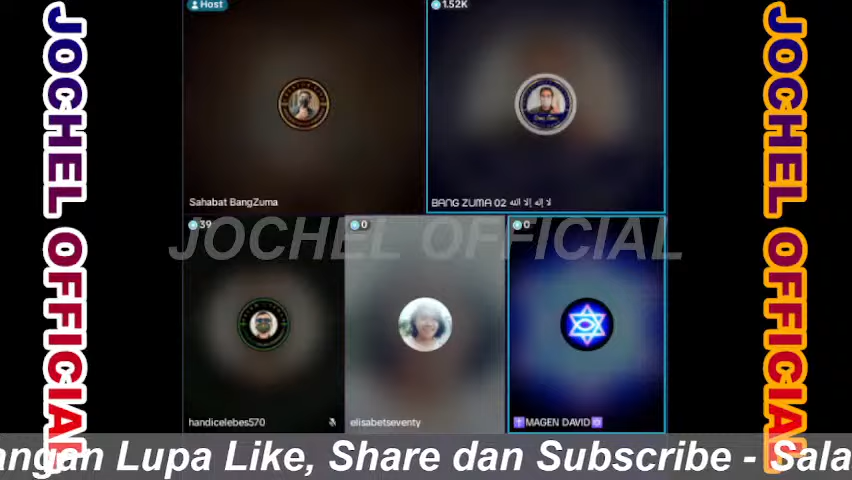 JOCHEL OFFICIAL
JOCHEL OFFICIAL
Host
1.52K
Sahabat BangZuma
BANG ZUMA 02 لا إله إلا الله
JOCHEL OFFICIAL
39
0
0
handicelebes570
elisabetseventy
✝MAGEN DAVID✡
angan Lupa Like, Share dan Subscribe - Sala